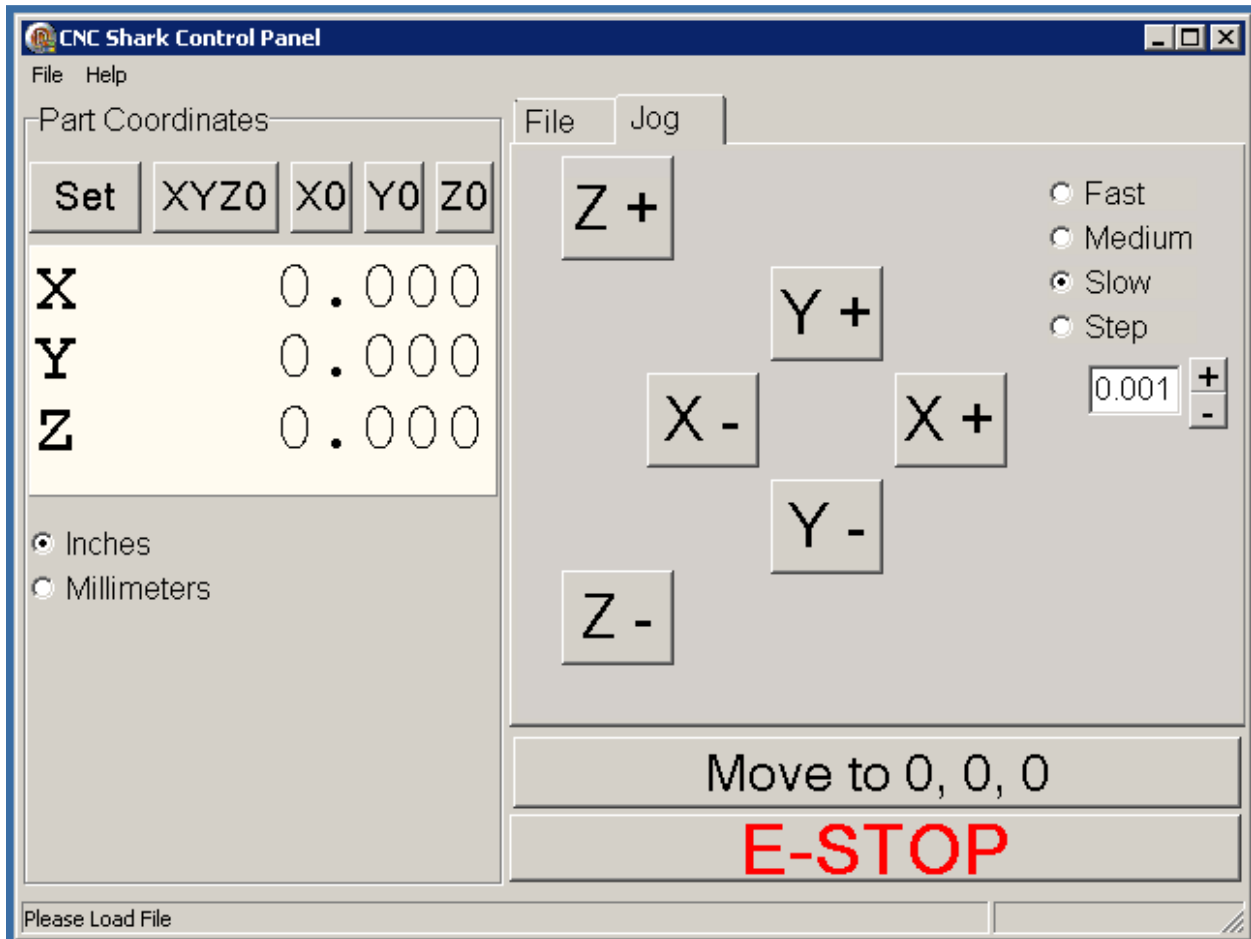 CNC Shark Control Panel
File Help
Part Coordinates
Set XYZ0 X0 Y0 Z0
X 0.000
Y 0.000
Z 0.000
Inches
Millimeters
File Jog
Z +
Y +
X - X +
Y -
Z -
Fast
Medium
Slow
Step
0.001 + -
Move to 0, 0, 0
E-STOP
Please Load File